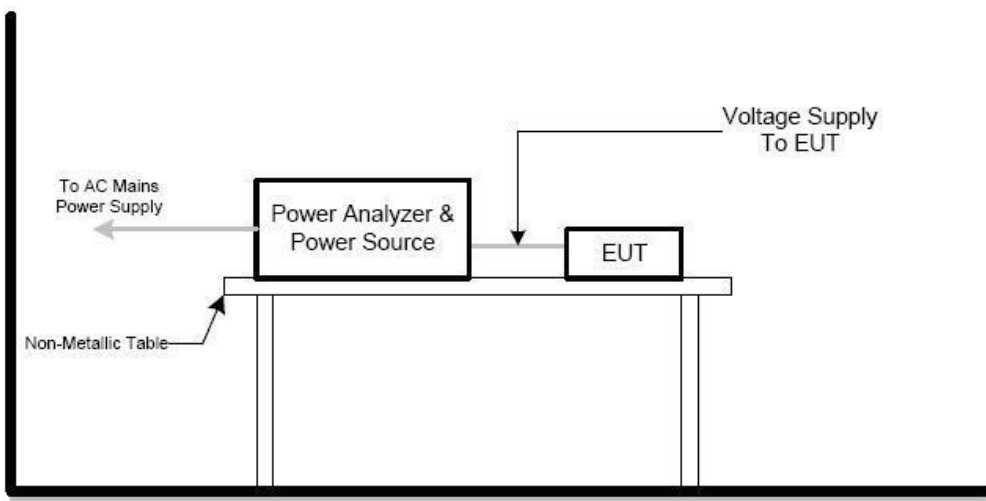 Voltage Supply
To EUT
To AC Mains
Power Supply
Power Analyzer &
Power Source
EUT
Non-Metallic Table